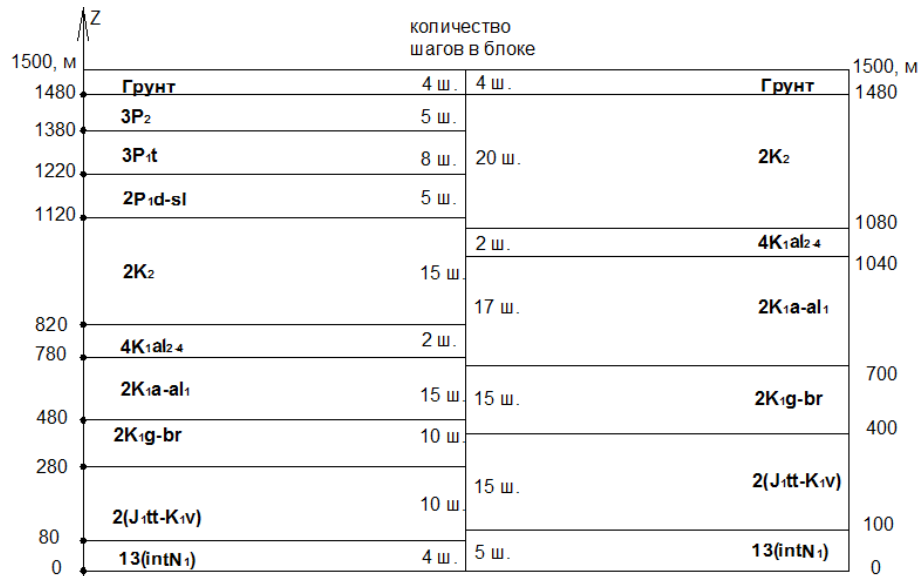 Z
количество
шагов в блоке
1500, м
1500, м
Грунт 4 ш. 4 ш. Грунт
1480
1480
3P₂ 5 ш.
1380
3P₁t 8 ш. 20 ш. 2K₂
1220
2P₁d-sl 5 ш.
1120
1080
2 ш. 4K₁al₂₋₄
1040
2K₂ 15 ш.
17 ш. 2K₁a-al₁
820
4K₁al₂₋₄ 2 ш.
780
700
2K₁a-al₁ 15 ш. 15 ш. 2K₁g-br
480
400
2K₁g-br 10 ш.
280
15 ш. 2(J₁tt-K₁v)
2(J₁tt-K₁v) 10 ш.
100
80
13(intN₁) 4 ш. 5 ш. 13(intN₁)
0
0